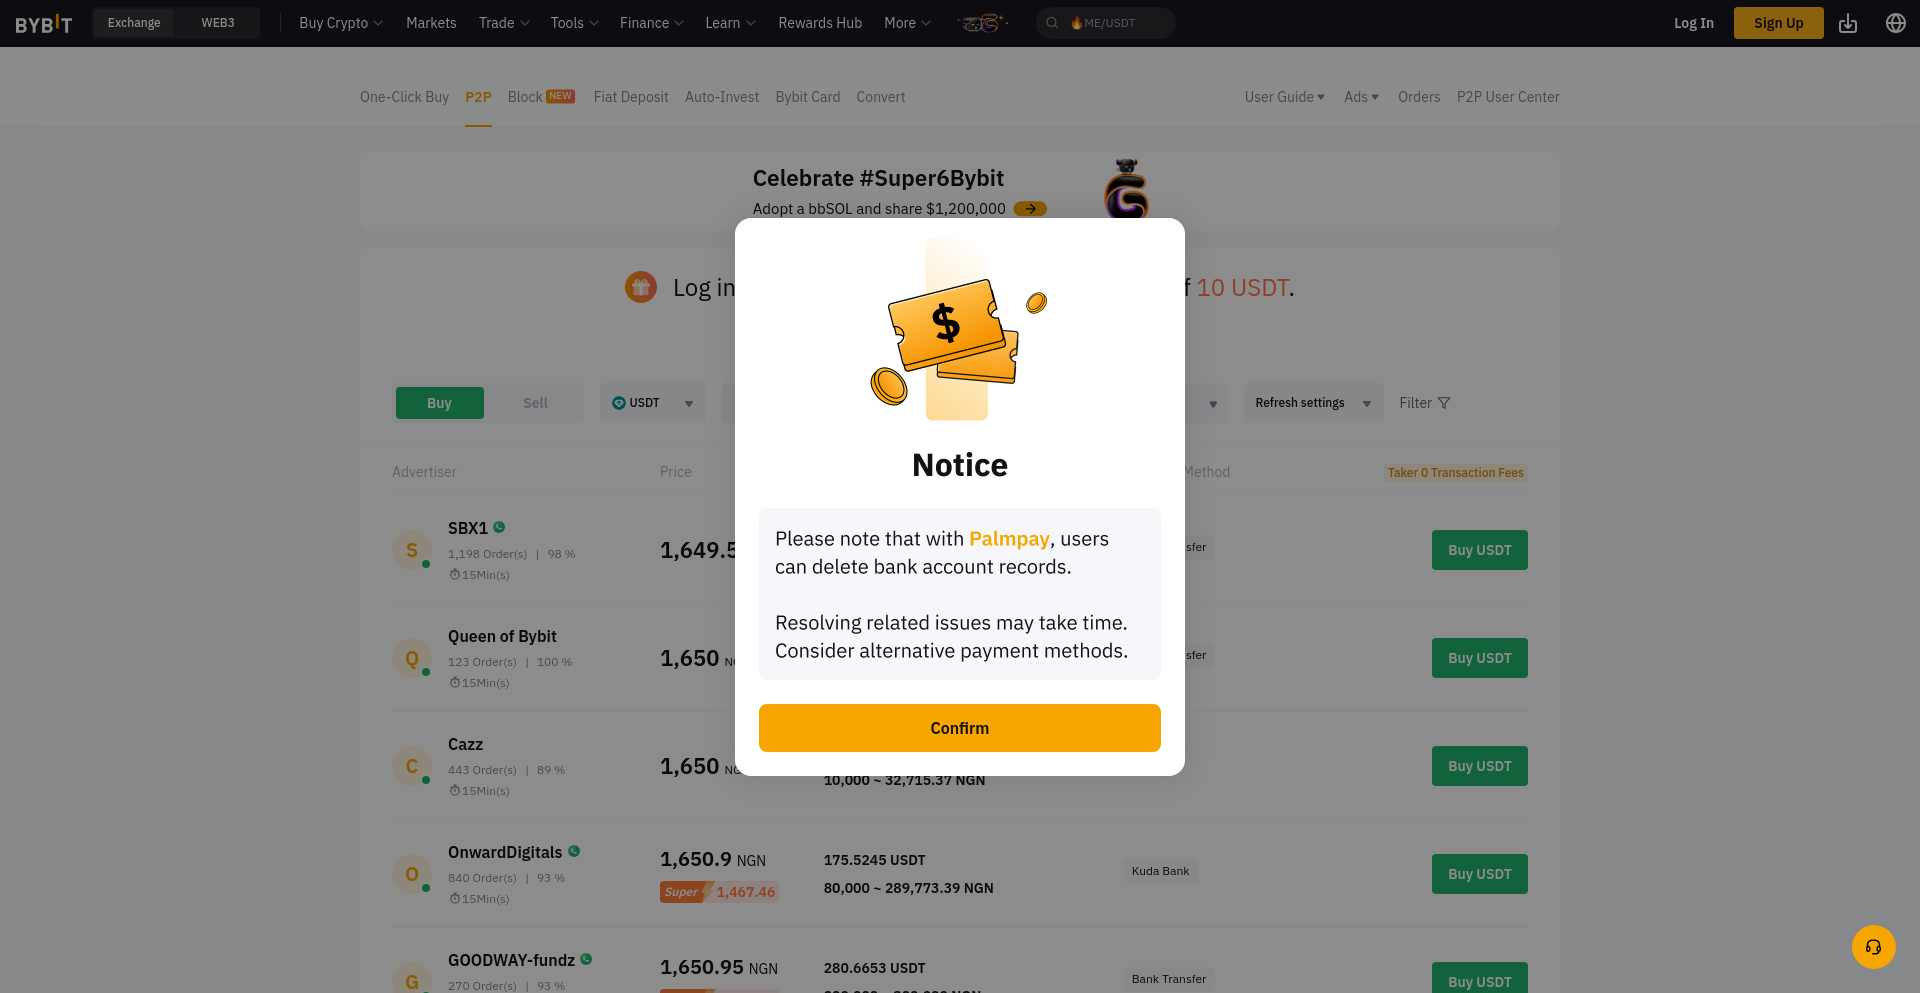 BYBIT Exchange WEB3 Buy Crypto Markets Trade Tools Finance Learn Rewards Hub More ME/USDT Log In Sign Up
One-Click Buy P2P Block NEW Fiat Deposit Auto-Invest Bybit Card Convert User Guide Ads Orders P2P User Center
Celebrate #Super6Bybit
Adopt a bbSOL and share $1,200,000
Log in
10 USDT.
Buy Sell USDT Refresh settings Filter
Advertiser Price Method Taker 0 Transaction Fees
S SBX1
1,198 Order(s) | 98 %
15Min(s)
1,649.5
Buy USDT
Q Queen of Bybit
123 Order(s) | 100 %
15Min(s)
1,650
Buy USDT
C Cazz
443 Order(s) | 89 %
15Min(s)
1,650
10,000 ~ 32,715.37 NGN
Buy USDT
O OnwardDigitals
840 Order(s) | 93 %
15Min(s)
1,650.9 NGN
Super 1,467.46
175.5245 USDT
80,000 ~ 289,773.39 NGN
Kuda Bank
Buy USDT
G GOODWAY-fundz
270 Order(s) | 93 %
1,650.95 NGN
280.6653 USDT
Bank Transfer
Buy USDT
$
Notice
Please note that with Palmpay, users
can delete bank account records.
Resolving related issues may take time.
Consider alternative payment methods.
Confirm